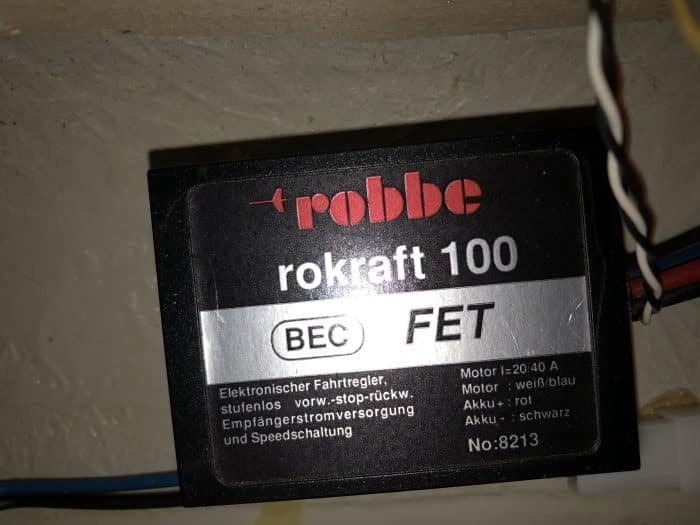 robbe
rokraft 100
BEC FET
Elektronischer Fahrtregler,
stufenlos vorw.-stop-rückw.
Empfängerstromversorgung
und Speedschaltung
Motor I=20/40 A
Motor : weiß/blau
Akku+ : rot
Akku - : schwarz
No:8213